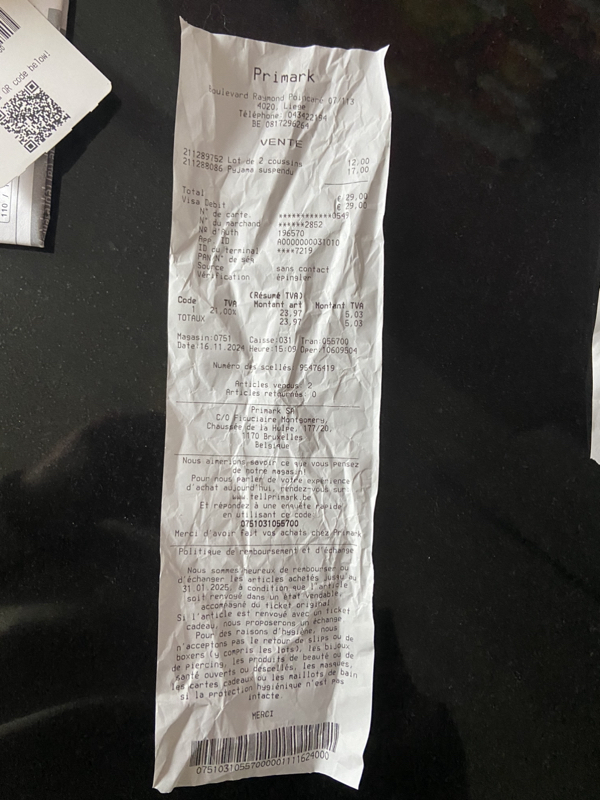 QR code below!
110 /
Primark
Boulevard Raymond Poincaré 07/113
4020, Liege
Téléphone: 043422194
BE 0817296264
VENTE
211289752 Lot de 2 coussins 12,00
211288086 Pyjama suspendu 17,00
Total € 29,00
Visa Debit € 29,00
N° de carte. ************0549
N° du marchand ******2852
Nº d'Auth 196570
App. ID A0000000031010
ID du terminal ****7219
PAN N° de séq
Source sans contact
Vérification épingler
(Résumé TVA)
Code TVA Montant art Montant TVA
21,00% 23,97 5,03
TOTAUX 23,97 5,03
Magasin:0751 Caisse:031 Tran:055700
Date:16.11.2024 Heure:15:09 Oper:10609504
Numéro des scellés: 95476419
Articles vendus 2
Articles retournés 0
Primark SA
C/O Fiduciaire Montgomery,
Chaussée de la Hulpe, 177/20,
1170 Bruxelles
Belgique
Nous aimerions savoir ce que vous pensez
de notre magasin!
Pour nous parler de votre expérience
d'achat aujourd'hui, rendez-vous sur:
www.tellprimark.be
Et répondez à une enquête rapide
en utilisant ce code
0751031055700
Merci d'avoir fait vos achats chez Primark
Politique de remboursement et d'échange
Nous sommes heureux de rembourser ou
d'échanger les articles achetés jusqu'au
31.01.2025, à condition que l'article
soit renvoyé dans un état vendable,
accompagné du ticket original
Si l'article est renvoyé avec un ticket
cadeau, nous proposerons un échange
Pour des raisons d'hygiène, nous
n'acceptons pas le retour de slips ou de
boxers (y compris les lots), les bijoux
de piercing, les produits de beauté ou de
santé ouverts ou descellés, les masques,
les cartes cadeaux ou les maillots de bain
si la protection hygiénique n'est pas
intacte.
MERCI
0751031055700001111624000